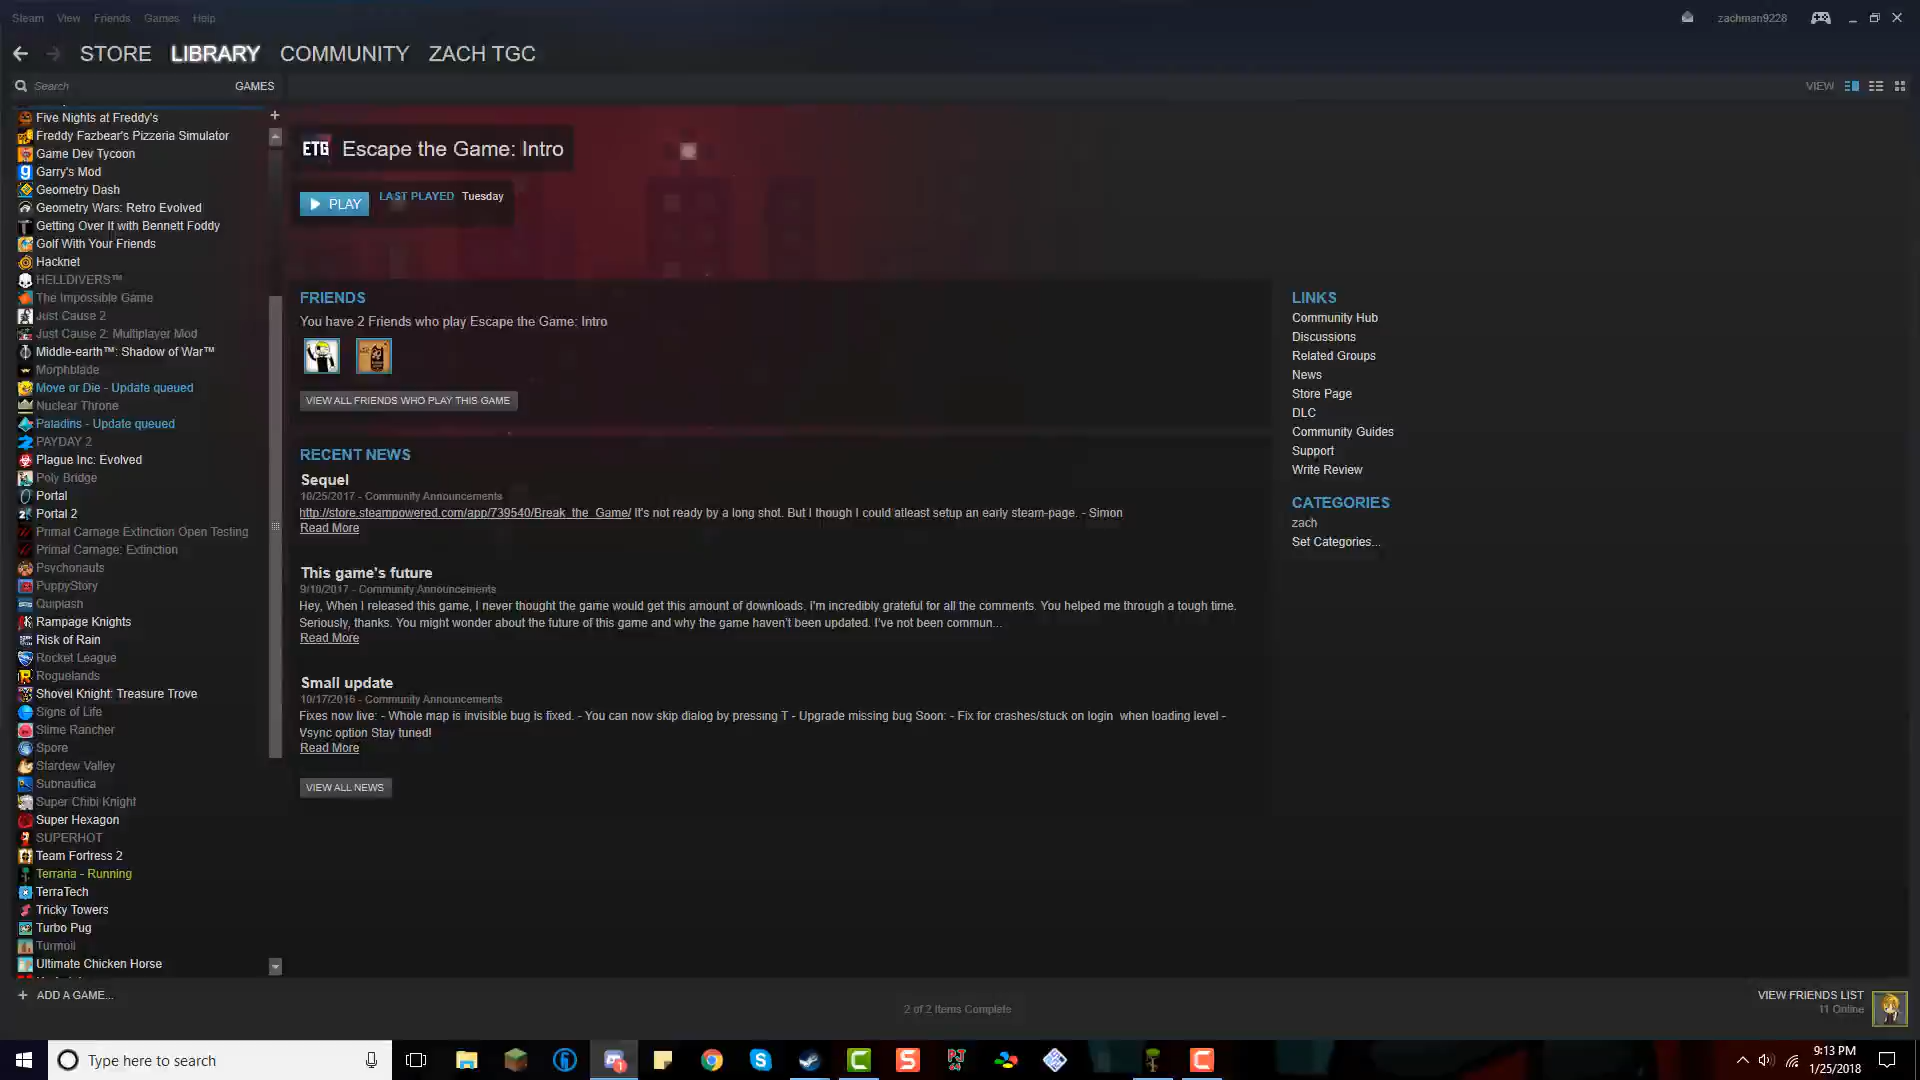 Steam View Friends Games Help
zachman9228
STORE LIBRARY COMMUNITY ZACH TGC
Search GAMES
VIEW
Five Nights at Freddy's
Freddy Fazbear's Pizzeria Simulator
Game Dev Tycoon
Garry's Mod
Geometry Dash
Geometry Wars: Retro Evolved
Getting Over It with Bennett Foddy
Golf With Your Friends
Hacknet
HELLDIVERS™
The Impossible Game
Just Cause 2
Just Cause 2: Multiplayer Mod
Middle-earth™: Shadow of War™
Morphblade
Move or Die - Update queued
Nuclear Throne
Paladins - Update queued
PAYDAY 2
Plague Inc: Evolved
Poly Bridge
Portal
Portal 2
Primal Carnage Extinction Open Testing
Primal Carnage: Extinction
Psychonauts
PuppyStory
Quiplash
Rampage Knights
Risk of Rain
Rocket League
Roguelands
Shovel Knight: Treasure Trove
Signs of Life
Slime Rancher
Spore
Stardew Valley
Subnautica
Super Chibi Knight
Super Hexagon
SUPERHOT
Team Fortress 2
Terraria - Running
TerraTech
Tricky Towers
Turbo Pug
Turmoil
Ultimate Chicken Horse
+ ADD A GAME...
ETG Escape the Game: Intro
PLAY LAST PLAYED Tuesday
FRIENDS
You have 2 Friends who play Escape the Game: Intro
VIEW ALL FRIENDS WHO PLAY THIS GAME
RECENT NEWS
Sequel
10/25/2017 - Community Announcements
http://store.steampowered.com/app/739540/Break_the_Game/ It's not ready by a long shot. But I though I could atleast setup an early steam-page. - Simon
Read More
This game's future
9/10/2017 - Community Announcements
Hey, When I released this game, I never thought the game would get this amount of downloads. I'm incredibly grateful for all the comments. You helped me through a tough time.
Seriously, thanks. You might wonder about the future of this game and why the game haven't been updated. I've not been commun...
Read More
Small update
10/17/2016 - Community Announcements
Fixes now live: - Whole map is invisible bug is fixed. - You can now skip dialog by pressing T - Upgrade missing bug Soon: - Fix for crashes/stuck on login when loading level -
Vsync option Stay tuned!
Read More
VIEW ALL NEWS
LINKS
Community Hub
Discussions
Related Groups
News
Store Page
DLC
Community Guides
Support
Write Review
CATEGORIES
zach
Set Categories...
2 of 2 Items Complete
VIEW FRIENDS LIST
11 Online
Type here to search
9:13 PM
1/25/2018